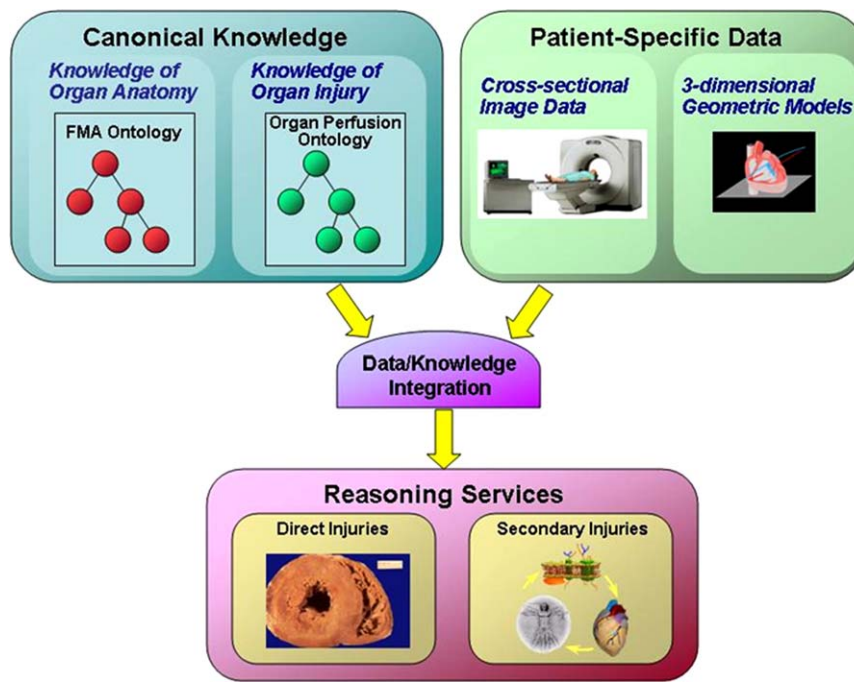 Canonical Knowledge
Knowledge of
Organ Anatomy
FMA Ontology
Knowledge of
Organ Injury
Organ Perfusion
Ontology
Patient-Specific Data
Cross-sectional
Image Data
3-dimensional
Geometric Models
Data/Knowledge
Integration
Reasoning Services
Direct Injuries
Secondary Injuries